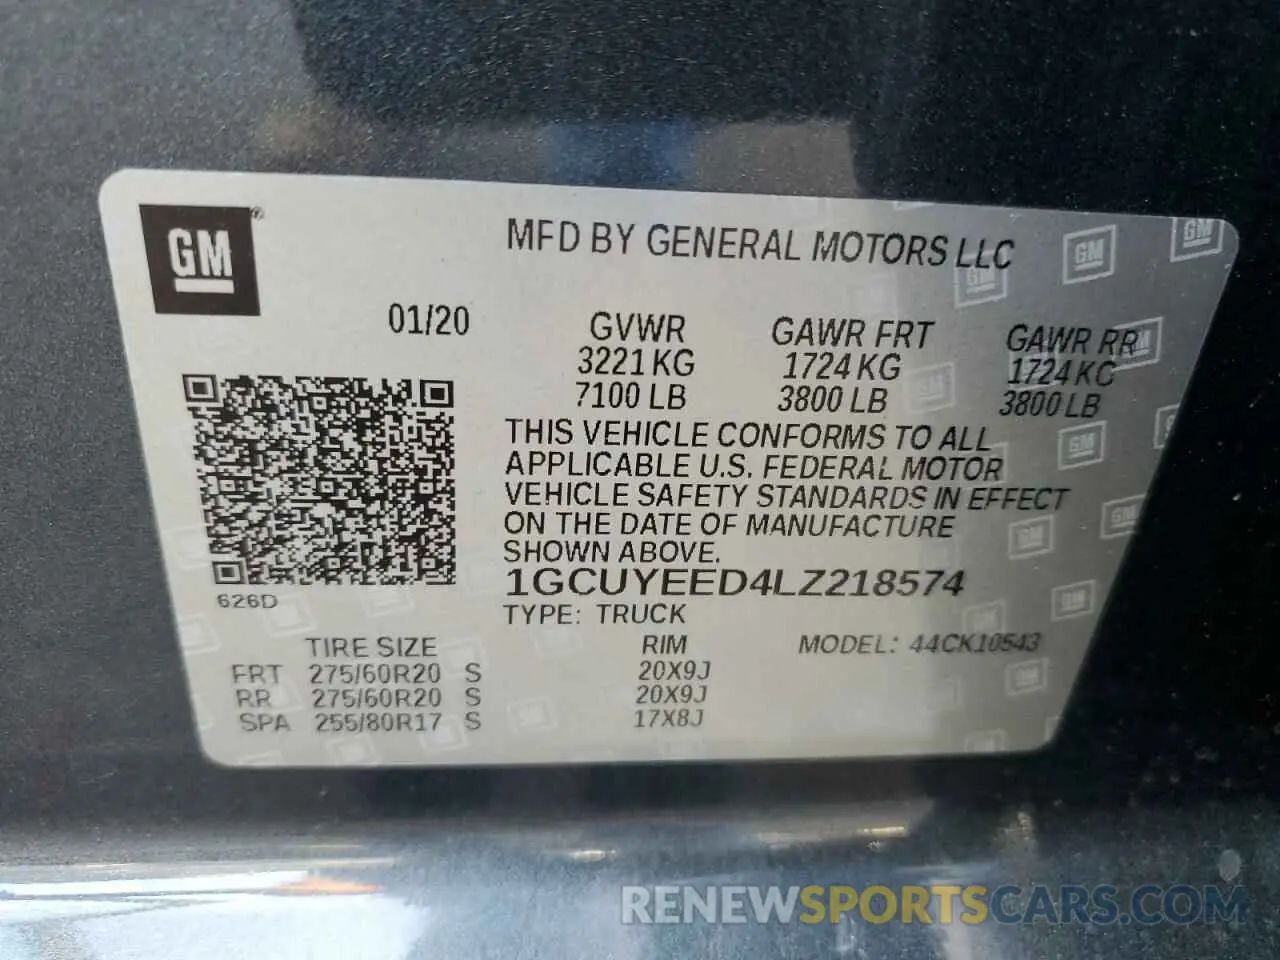 GM®
MFD BY GENERAL MOTORS LLC
01/20
GVWR GAWR FRT GAWR RR
3221 KG 1724 KG 1724 KG
7100 LB 3800 LB 3800 LB
THIS VEHICLE CONFORMS TO ALL
APPLICABLE U.S. FEDERAL MOTOR
VEHICLE SAFETY STANDARDS IN EFFECT
ON THE DATE OF MANUFACTURE
SHOWN ABOVE.
1GCUYEED4LZ218574
626D
TYPE: TRUCK
TIRE SIZE RIM MODEL: 44CK10543
FRT 275/60R20 S 20X9J
RR 275/60R20 S 20X9J
SPA 255/80R17 S 17X8J
RENEWSPORTSCARS.COM